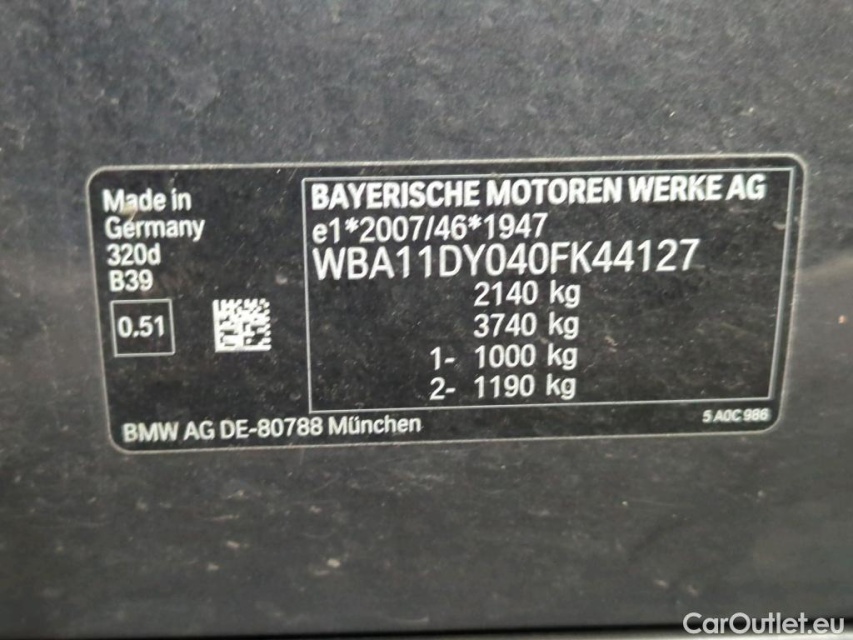 Made in
Germany
320d
B39
0.51
BAYERISCHE MOTOREN WERKE AG
e1*2007/46*1947
WBA11DY040FK44127
2140 kg
3740 kg
1- 1000 kg
2- 1190 kg
BMW AG DE-80788 München
5 A0C 986
CarOutlet.eu